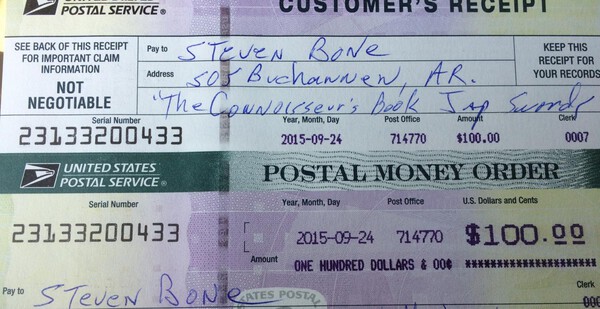 CUSTOMER'S RECEIPT
POSTAL SERVICE®
SEE BACK OF THIS RECEIPT
FOR IMPORTANT CLAIM
INFORMATION
NOT
NEGOTIABLE
Pay to STEVEN BONE
Address 505 Buchannen, AR.
"The Connoisseur's Book Jap Swords
KEEP THIS
RECEIPT FOR
YOUR RECORDS
Serial Number Year, Month, Day Post Office Amount Clerk
23133200433 2015-09-24 714770 $100.00 0007
UNITED STATES
POSTAL SERVICE®
POSTAL MONEY ORDER
Serial Number Year, Month, Day Post Office U.S. Dollars and Cents
23133200433 2015-09-24 714770 $100.00
Amount ONE HUNDRED DOLLARS & 00¢ ********************
Pay to STEVEN BONE
Clerk